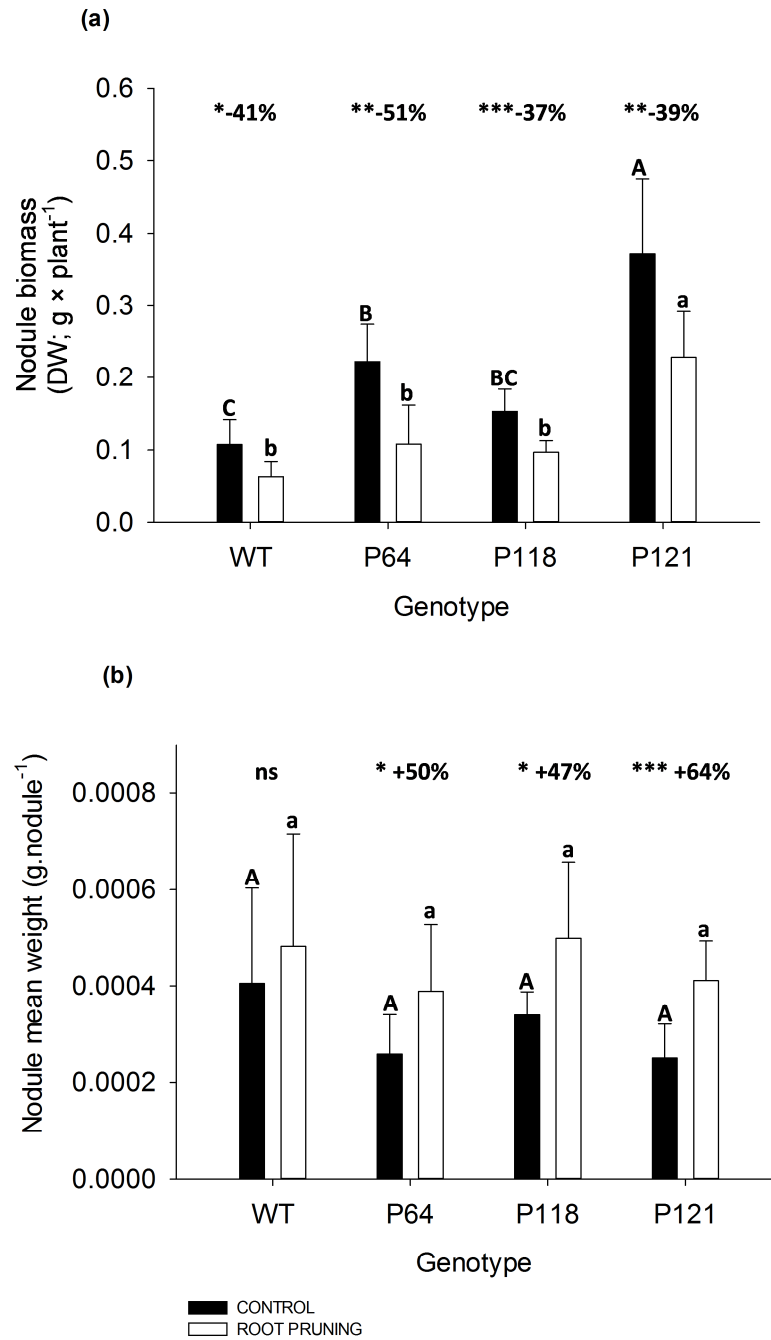 (a)
*-41% **-51% ***-37% **-39%
0.6
0.5
0.4
0.3
0.2
0.1
0.0
Nodule biomass
(DW; g × plant⁻¹)
C b B b BC b A a
WT P64 P118 P121
Genotype
(b)
ns * +50% * +47% *** +64%
0.0008
0.0006
0.0004
0.0002
0.0000
Nodule mean weight (g.nodule⁻¹)
A a A a A a A a
WT P64 P118 P121
Genotype
CONTROL
ROOT PRUNING